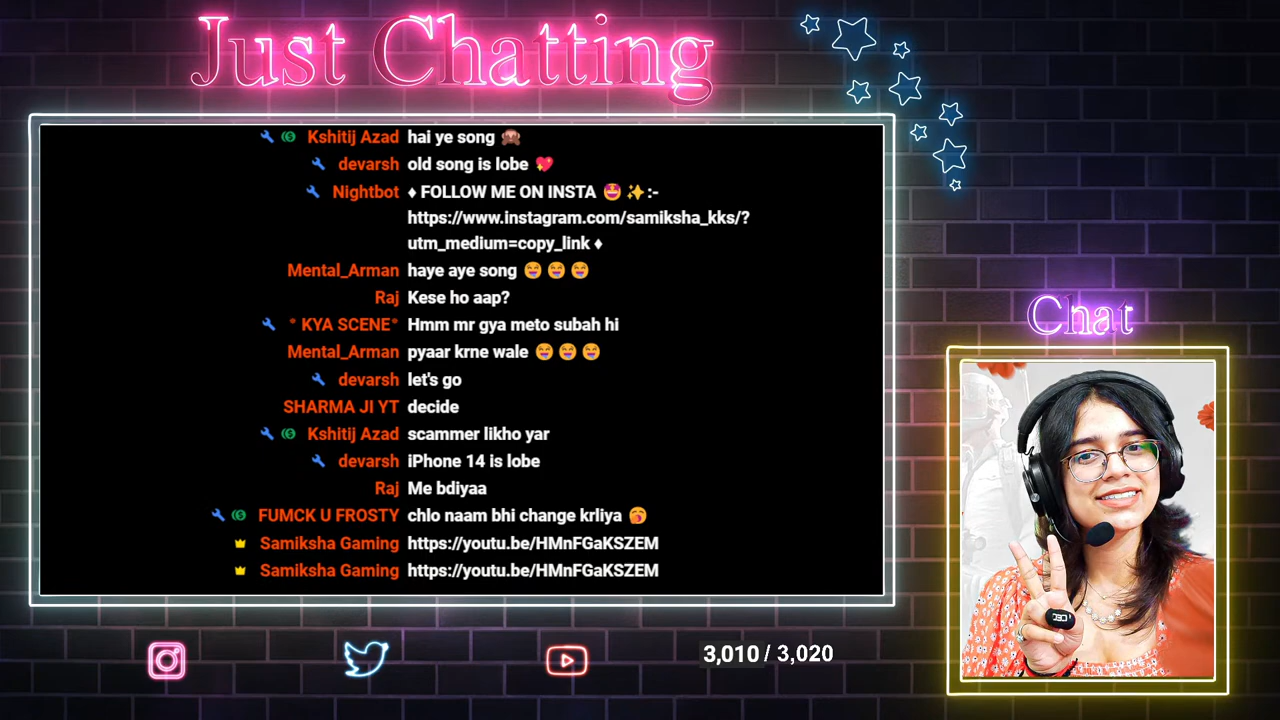 Just Chatting
Kshitij Azad hai ye song 🙈
devarsh old song is lobe 💖
Nightbot ♦ FOLLOW ME ON INSTA 🤩 ✨:-
https://www.instagram.com/samiksha_kks/?
utm_medium=copy_link ♦
Mental_Arman haye aye song 😄 😄 😄
Raj Kese ho aap?
° KYA SCENE° Hmm mr gya meto subah hi
Mental_Arman pyaar krne wale 😄 😄 😄
devarsh let's go
SHARMA JI YT decide
Kshitij Azad scammer likho yar
devarsh iPhone 14 is lobe
Raj Me bdiyaa
FUMCK U FROSTY chlo naam bhi change krliya 🥱
Samiksha Gaming https://youtu.be/HMnFGaKSZEM
Samiksha Gaming https://youtu.be/HMnFGaKSZEM
Chat
3,010 / 3,020